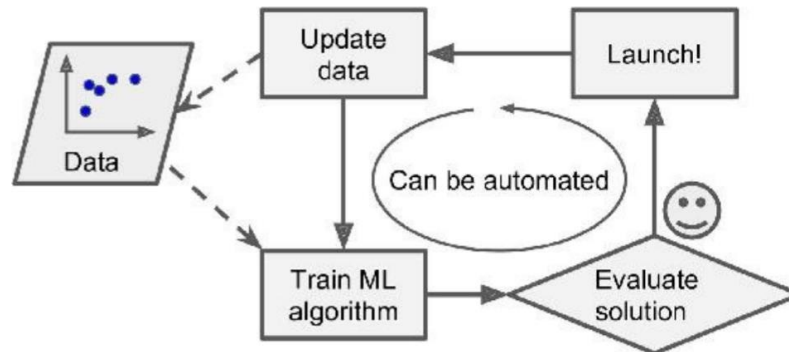 Update
data
Launch!
Data
Can be automated
Train ML
algorithm
Evaluate
solution